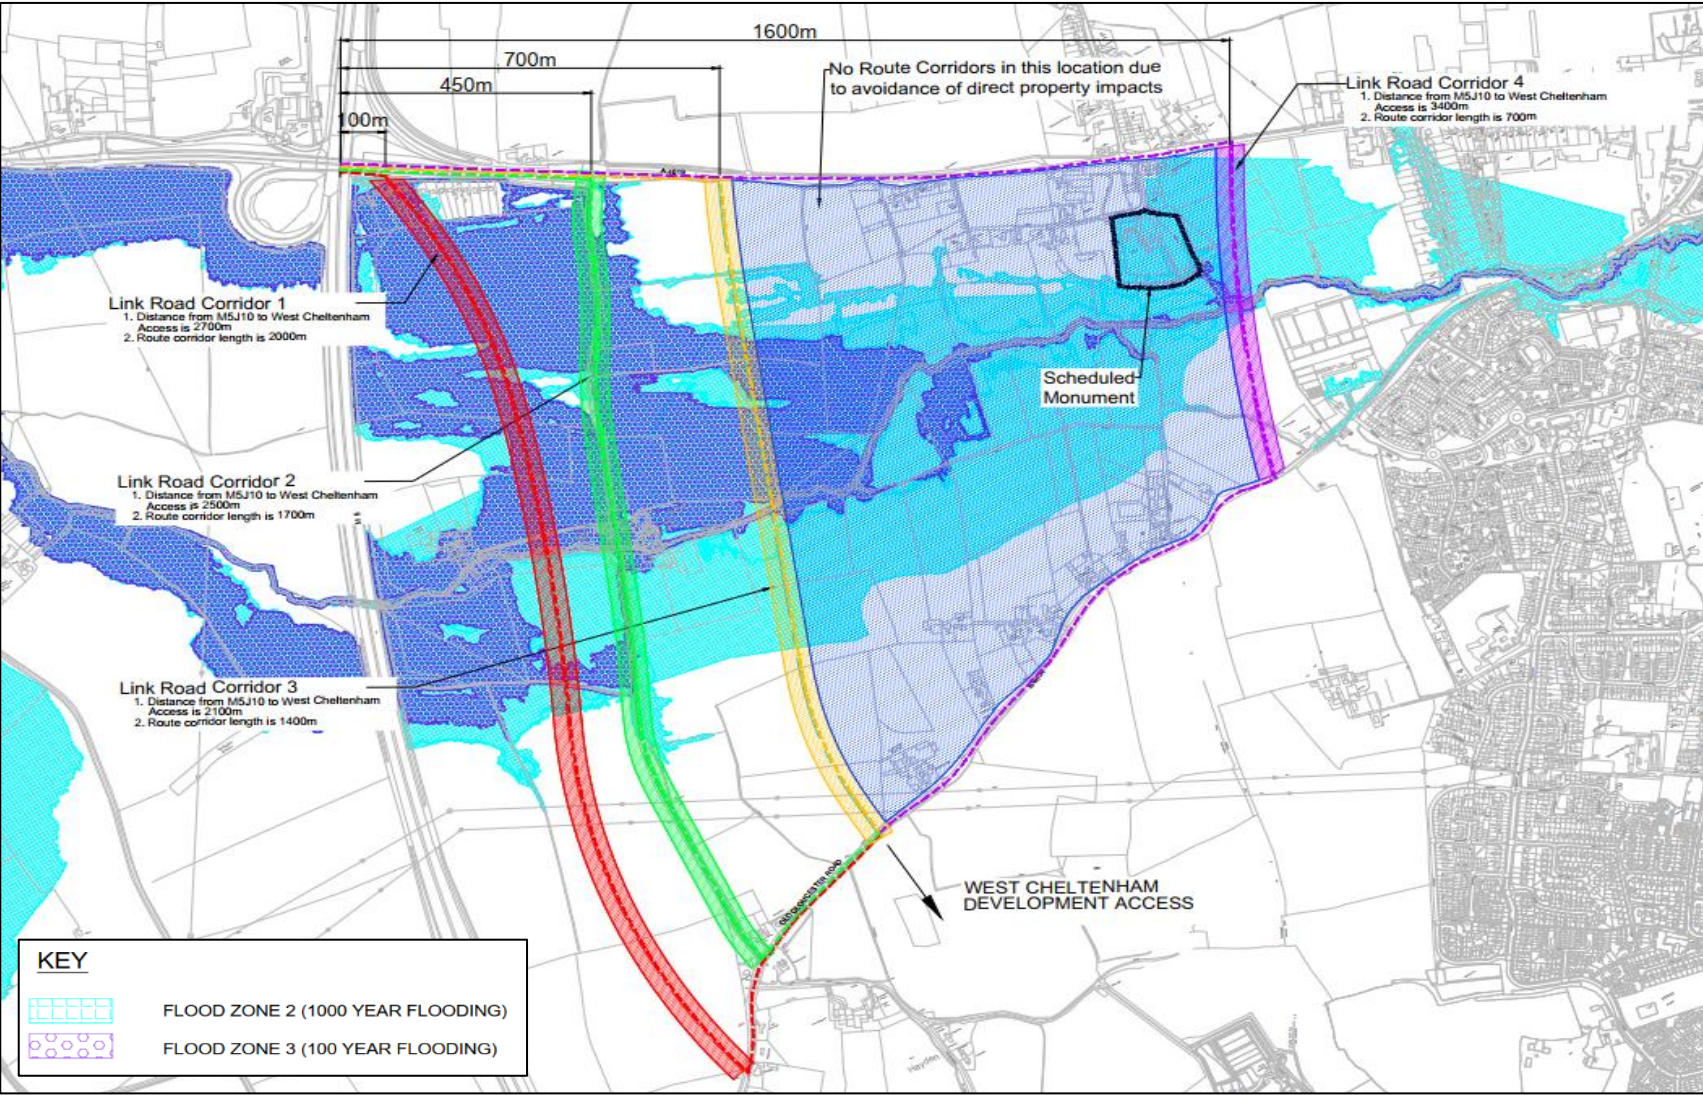 1600m
700m
450m
100m
No Route Corridors in this location due
to avoidance of direct property impacts
Link Road Corridor 4
1. Distance from M5J10 to West Cheltenham
Access is 3400m
2. Route corridor length is 700m
Link Road Corridor 1
1. Distance from M5J10 to West Cheltenham
Access is 2700m
2. Route corridor length is 2000m
Scheduled
Monument
Link Road Corridor 2
1. Distance from M5J10 to West Cheltenham
Access is 2500m
2. Route corridor length is 1700m
Link Road Corridor 3
1. Distance from M5J10 to West Cheltenham
Access is 2100m
2. Route corridor length is 1400m
OLD GLOUCESTER ROAD
WEST CHELTENHAM
DEVELOPMENT ACCESS
Hayden
KEY
FLOOD ZONE 2 (1000 YEAR FLOODING)
FLOOD ZONE 3 (100 YEAR FLOODING)